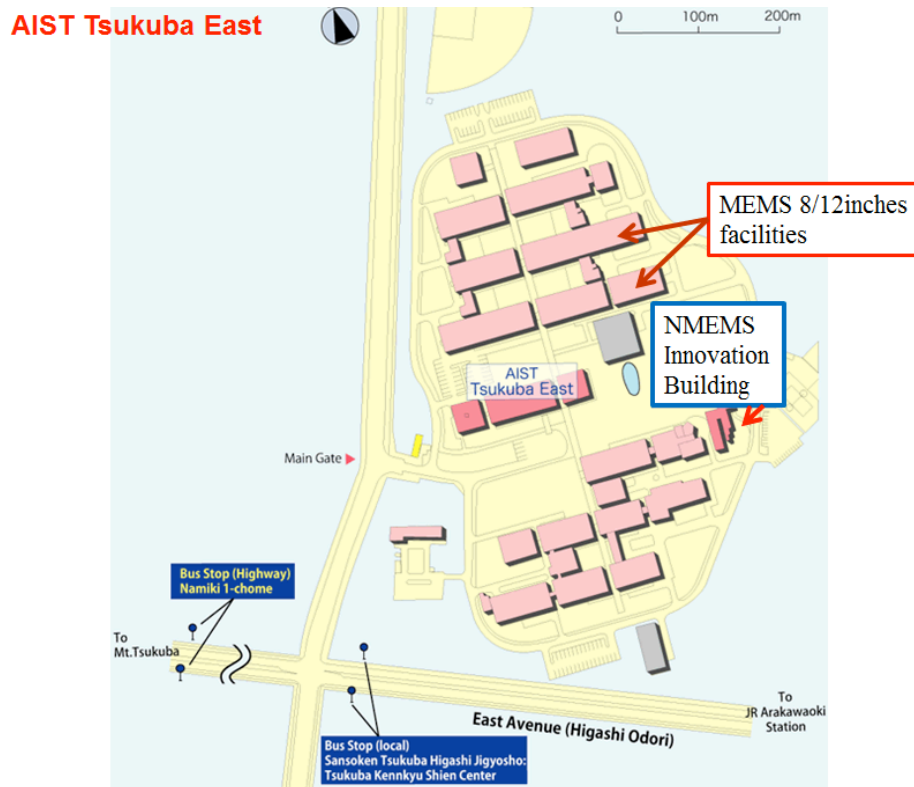 AIST Tsukuba East
0 100m 200m
MEMS 8/12inches
facilities
NMEMS
Innovation
Building
AIST
Tsukuba East
Main Gate
Bus Stop (Highway)
Namiki 1-chome
To
Mt.Tsukuba
To
JR Arakawaoki
Station
East Avenue (Higashi Odori)
Bus Stop (local)
Sansoken Tsukuba Higashi Jigyosho:
Tsukuba Kennkyu Shien Center